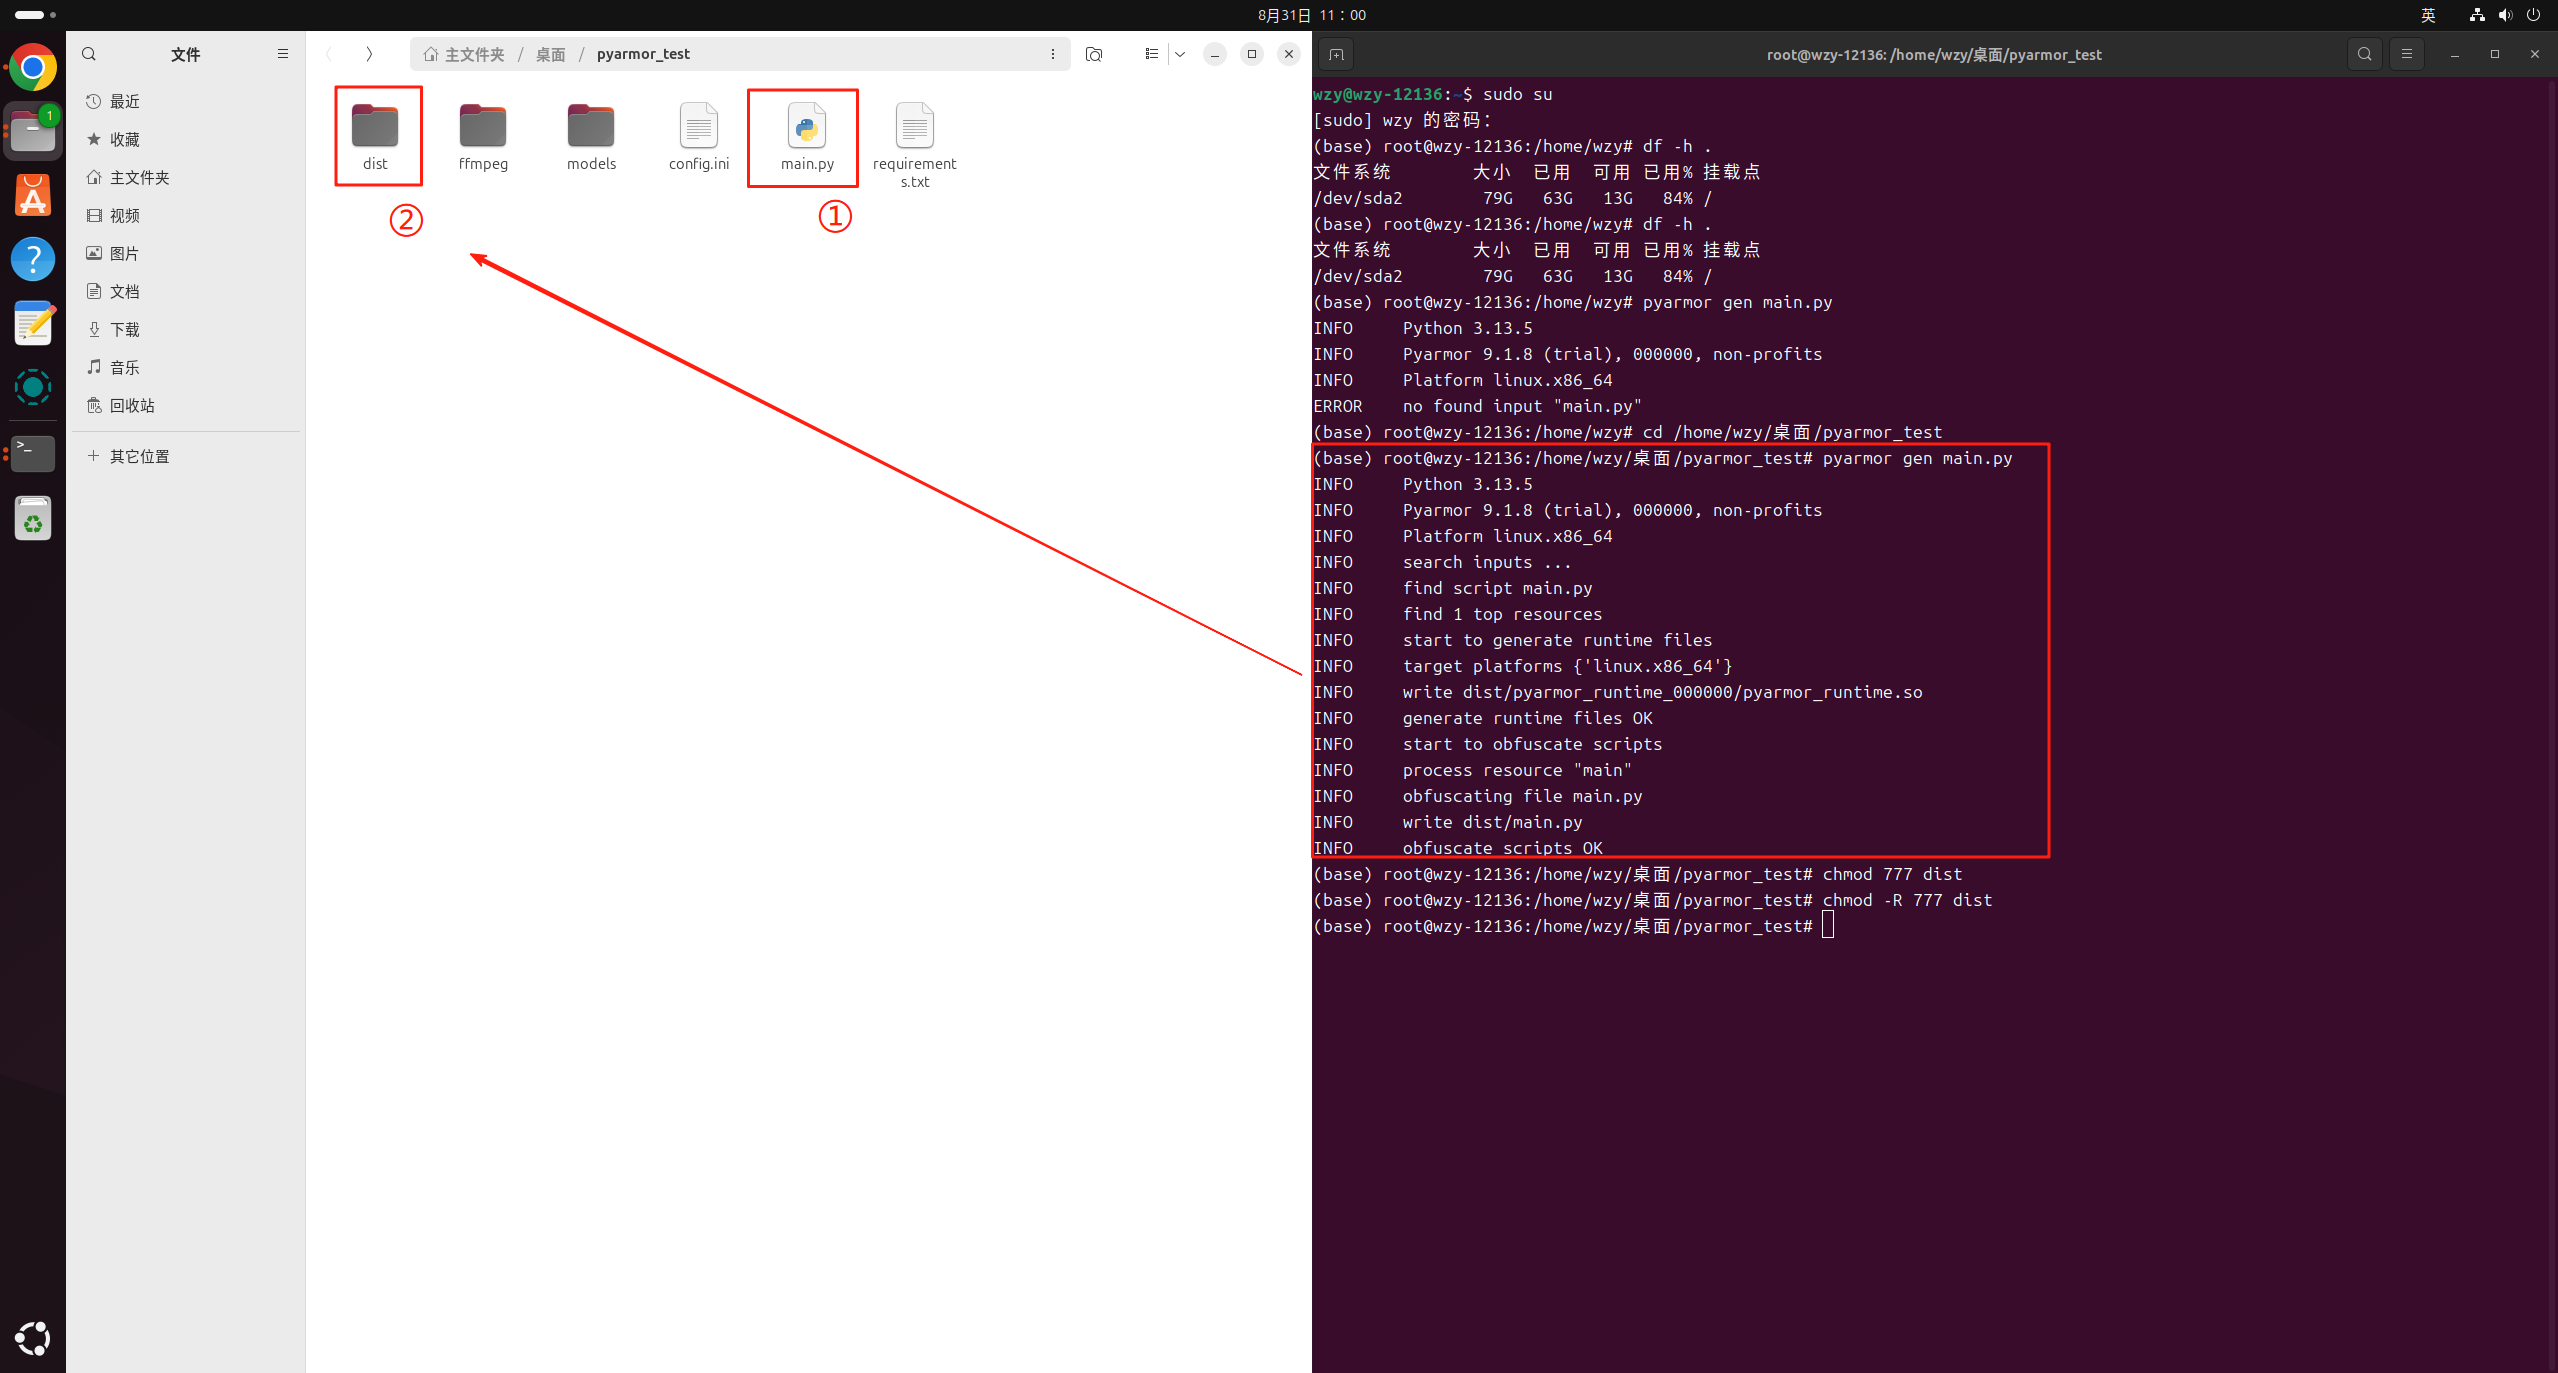 8月31日 11：00
英
文件
主文件夹 / 桌面 / pyarmor_test
root@wzy-12136: /home/wzy/桌面/pyarmor_test
1
最近
收藏
主文件夹
视频
图片
文档
下载
音乐
回收站
其它位置
dist
ffmpeg
models
config.ini
main.py
requirement
s.txt
②
①
wzy@wzy-12136:~$ sudo su
[sudo] wzy 的密码：
(base) root@wzy-12136:/home/wzy# df -h .
文件系统 大小 已用 可用 已用% 挂载点
/dev/sda2 79G 63G 13G 84% /
(base) root@wzy-12136:/home/wzy# df -h .
文件系统 大小 已用 可用 已用% 挂载点
/dev/sda2 79G 63G 13G 84% /
(base) root@wzy-12136:/home/wzy# pyarmor gen main.py
INFO Python 3.13.5
INFO Pyarmor 9.1.8 (trial), 000000, non-profits
INFO Platform linux.x86_64
ERROR no found input "main.py"
(base) root@wzy-12136:/home/wzy# cd /home/wzy/桌面/pyarmor_test
(base) root@wzy-12136:/home/wzy/桌面/pyarmor_test# pyarmor gen main.py
INFO Python 3.13.5
INFO Pyarmor 9.1.8 (trial), 000000, non-profits
INFO Platform linux.x86_64
INFO search inputs ...
INFO find script main.py
INFO find 1 top resources
INFO start to generate runtime files
INFO target platforms {'linux.x86_64'}
INFO write dist/pyarmor_runtime_000000/pyarmor_runtime.so
INFO generate runtime files OK
INFO start to obfuscate scripts
INFO process resource "main"
INFO obfuscating file main.py
INFO write dist/main.py
INFO obfuscate scripts OK
(base) root@wzy-12136:/home/wzy/桌面/pyarmor_test# chmod 777 dist
(base) root@wzy-12136:/home/wzy/桌面/pyarmor_test# chmod -R 777 dist
(base) root@wzy-12136:/home/wzy/桌面/pyarmor_test#